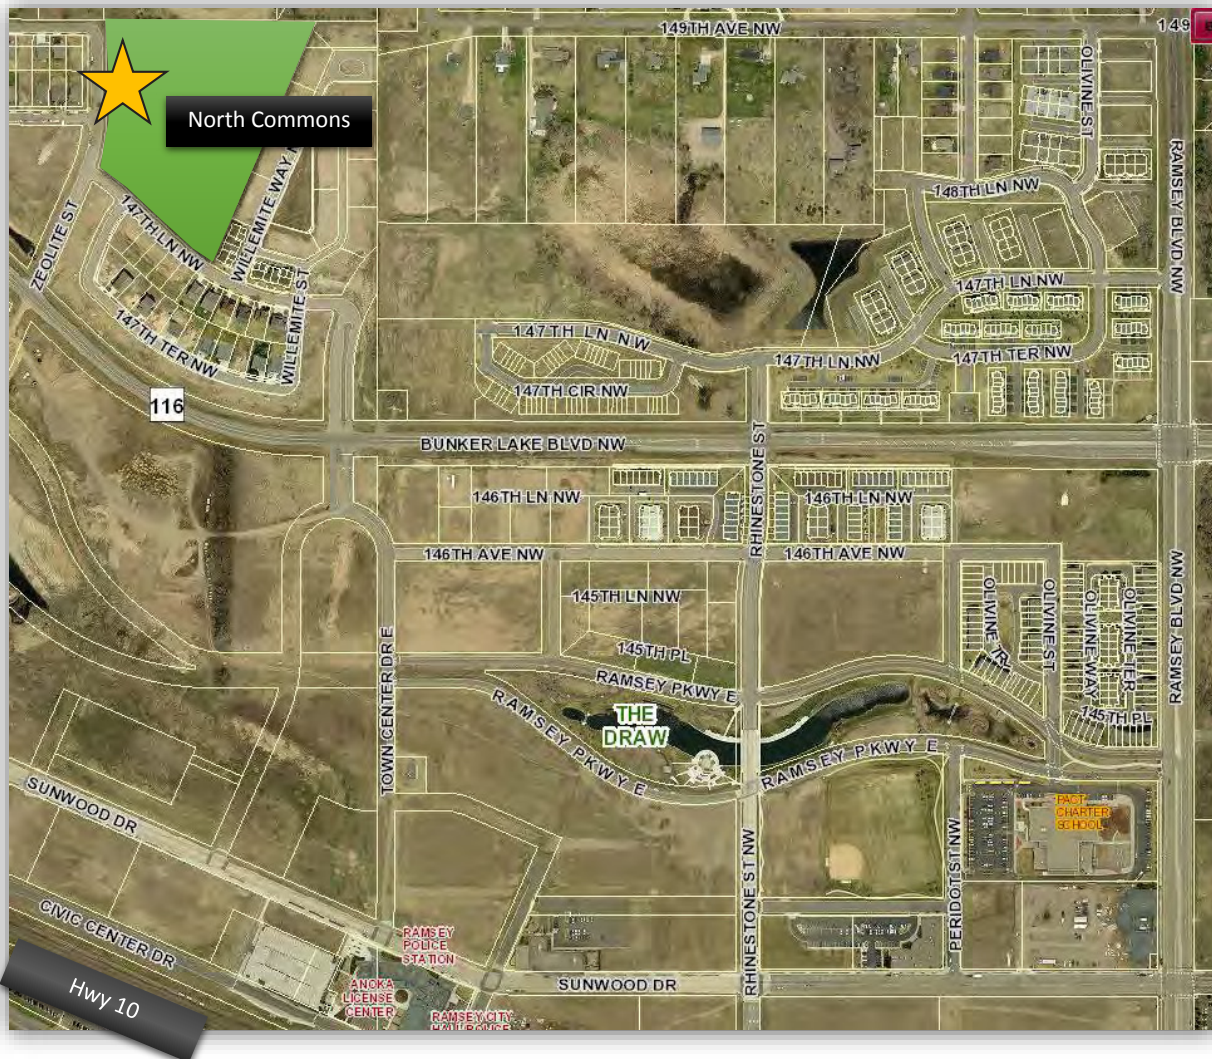 149TH AVE NW
149
North Commons
OLIVINE ST
RAMSEY BLVD NW
148TH LN NW
ZEOLITE ST
147TH LN NW
WILLEMITE WAY
WILLEMITE ST
147TH TER NW
147TH LN NW
147TH LN NW
147TH CIR NW
147TH LN NW
147TH TER NW
116
BUNKER LAKE BLVD NW
RHINESTONE ST
146TH LN NW
146TH LN NW
146TH AVE NW
146TH AVE NW
145TH LN NW
145TH PL
OLIVINE TRL
OLIVINE ST
OLIVINE WAY
OLIVINE TER
RAMSEY BLVD NW
145TH PL
TOWN CENTER DR E
RAMSEY PKWY E
RAMSEY PKWY E
THE
DRAW
RAMSEY PKWY E
SUNWOOD DR
PACT
CHARTER
SCHOOL
PERIDOT ST NW
RHINESTONE ST NW
CIVIC CENTER DR
RAMSEY
POLICE
STATION
ANOKA
LICENSE
CENTER
RAMSEY CITY
HALL POLICE
SUNWOOD DR
Hwy 10